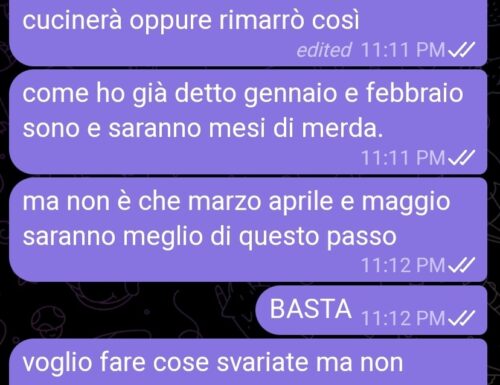 cucinerà oppure rimarrò così
edited 11:11 PM
come ho già detto gennaio e febbraio
sono e saranno mesi di merda.
11:11 PM
ma non è che marzo aprile e maggio
saranno meglio di questo passo
11:12 PM
BASTA 11:12 PM
voglio fare cose svariate ma non